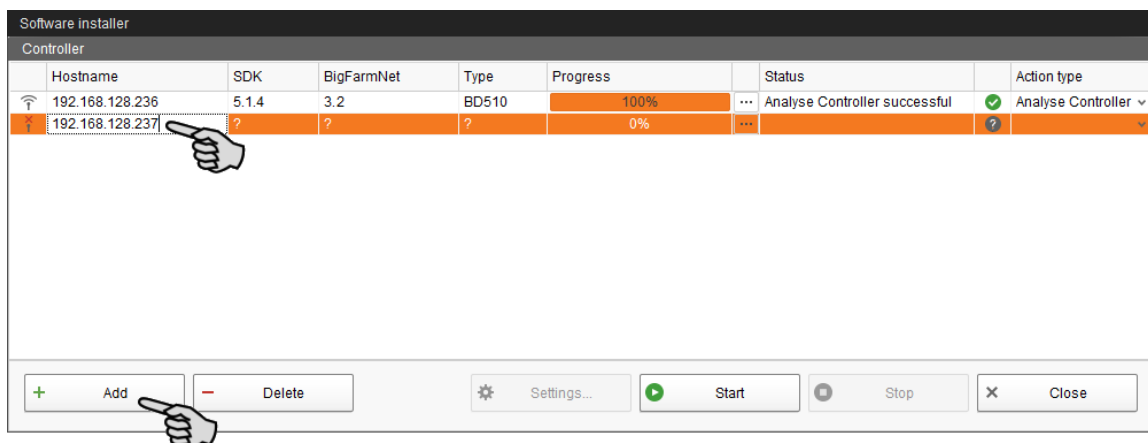 Software installer
Controller
Hostname SDK BigFarmNet Type Progress Status Action type
192.168.128.236 5.1.4 3.2 BD510 100% ... Analyse Controller successful Analyse Controller
192.168.128.237 ? ? ? 0% ... ?
+ Add − Delete Settings... Start Stop × Close